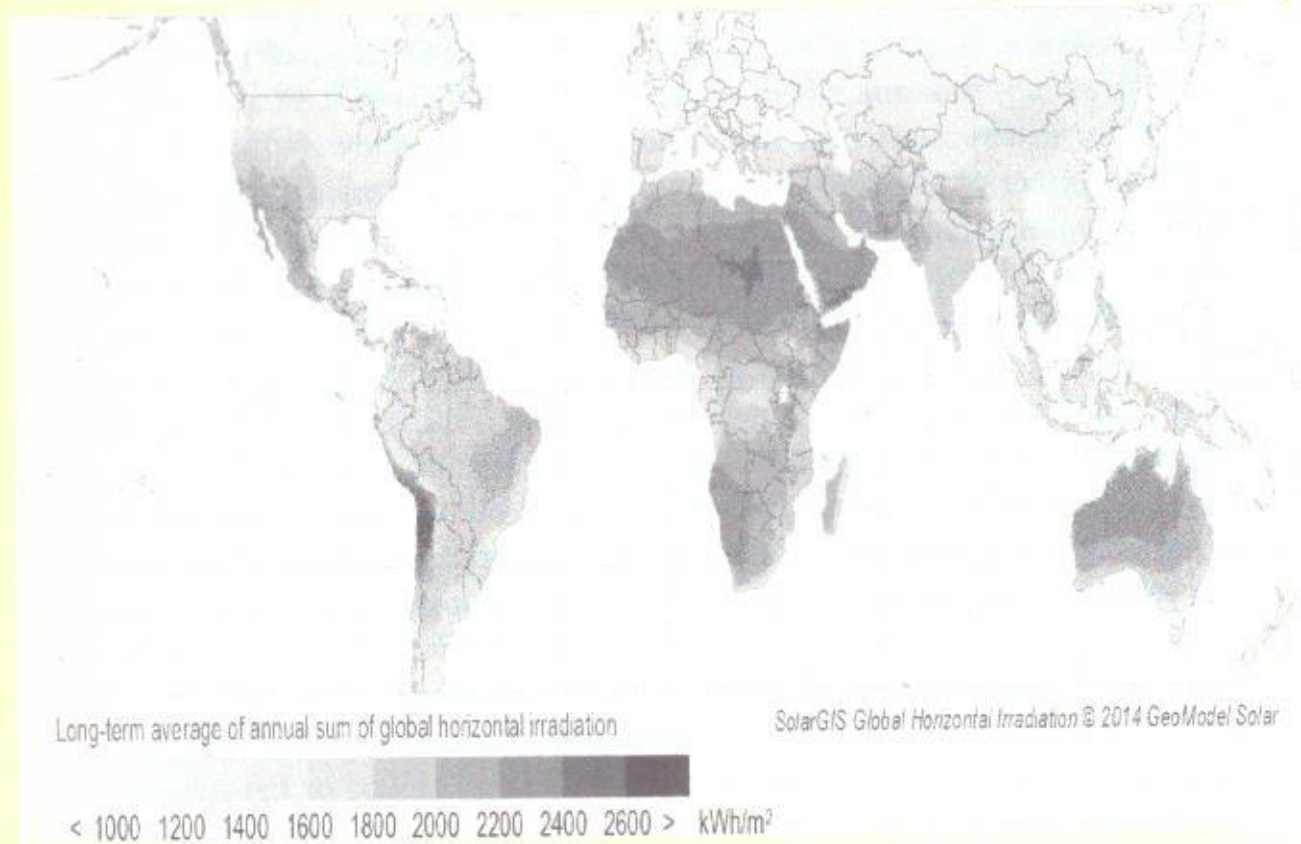 Long-term average of annual sum of global horizontal irradiation
SolarGIS Global Horizontal Irradiation © 2014 GeoModel Solar
< 1000 1200 1400 1600 1800 2000 2200 2400 2600 > kWh/m²